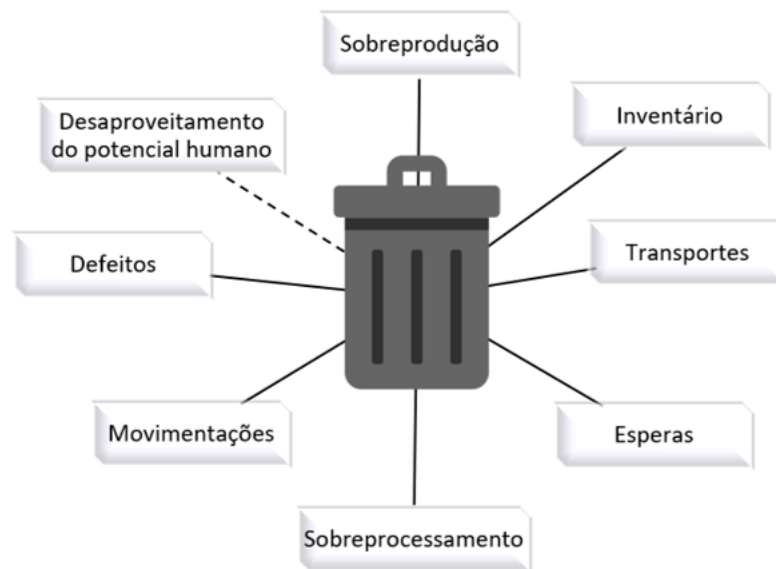 Sobreprodução
Inventário
Desaproveitamento
do potencial humano
Transportes
Defeitos
Movimentações
Esperas
Sobreprocessamento